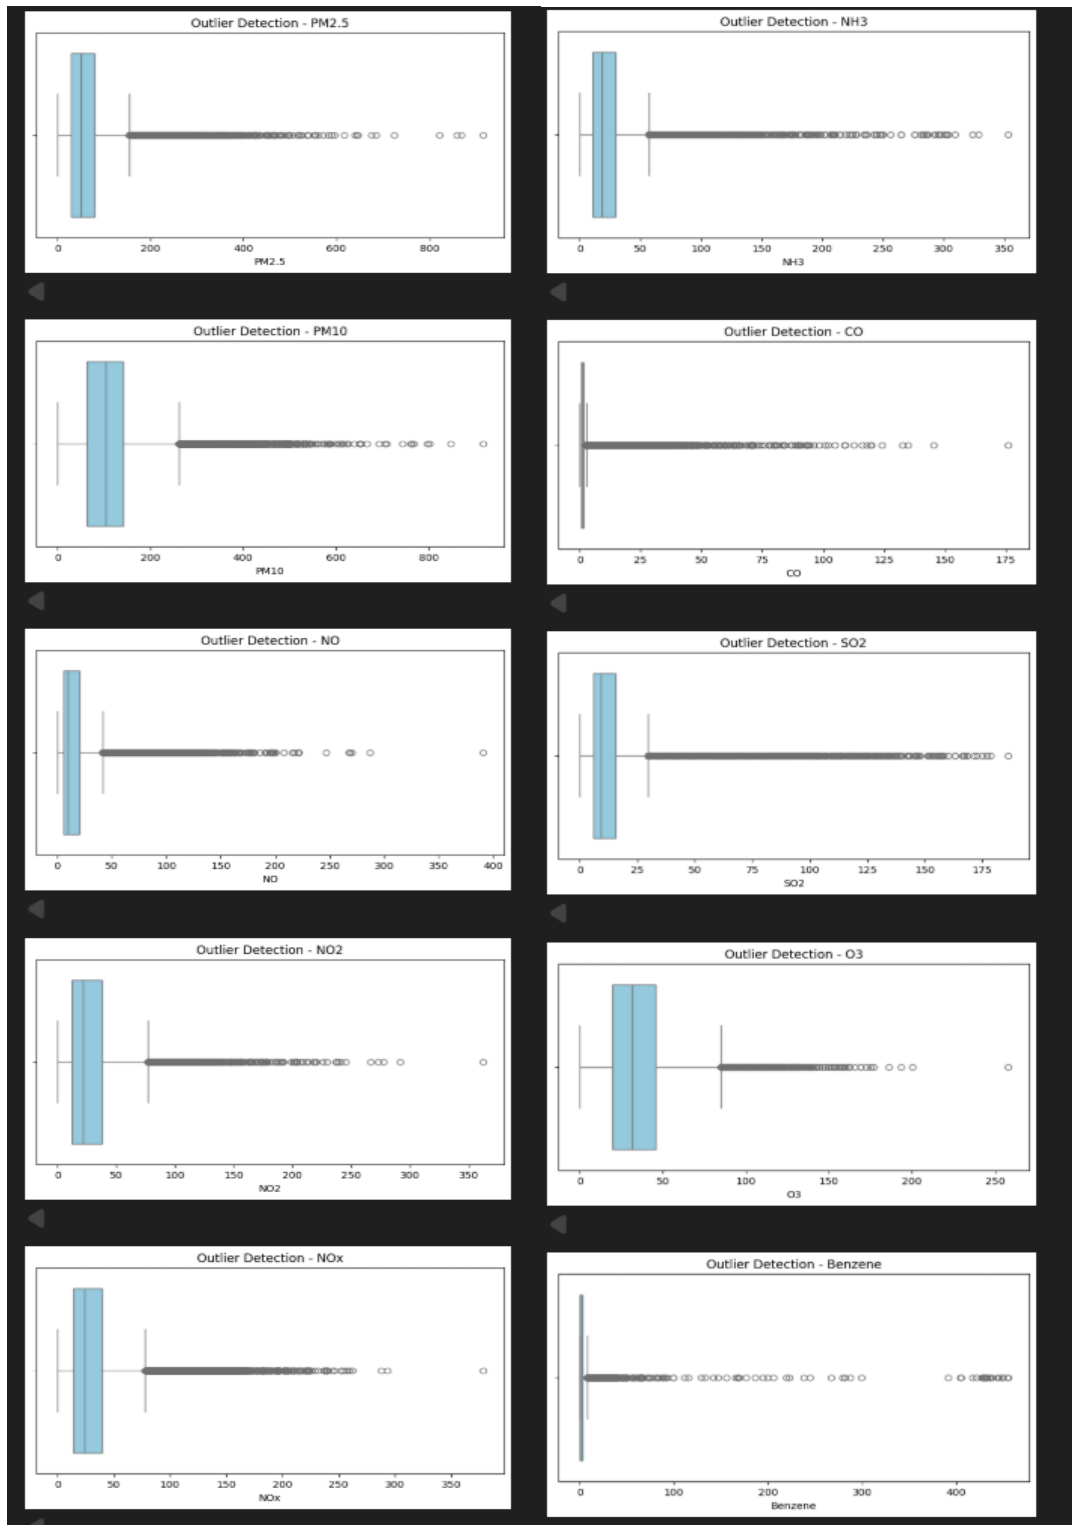 Outlier Detection - PM2.5
0 200 400 600 800
PM2.5
Outlier Detection - NH3
0 50 100 150 200 250 300 350
NH3
Outlier Detection - PM10
0 200 400 600 800
PM10
Outlier Detection - CO
0 25 50 75 100 125 150 175
CO
Outlier Detection - NO
0 50 100 150 200 250 300 350 400
NO
Outlier Detection - SO2
0 25 50 75 100 125 150 175
SO2
Outlier Detection - NO2
0 50 100 150 200 250 300 350
NO2
Outlier Detection - O3
0 50 100 150 200 250
O3
Outlier Detection - NOx
0 50 100 150 200 250 300 350
NOx
Outlier Detection - Benzene
0 100 200 300 400
Benzene